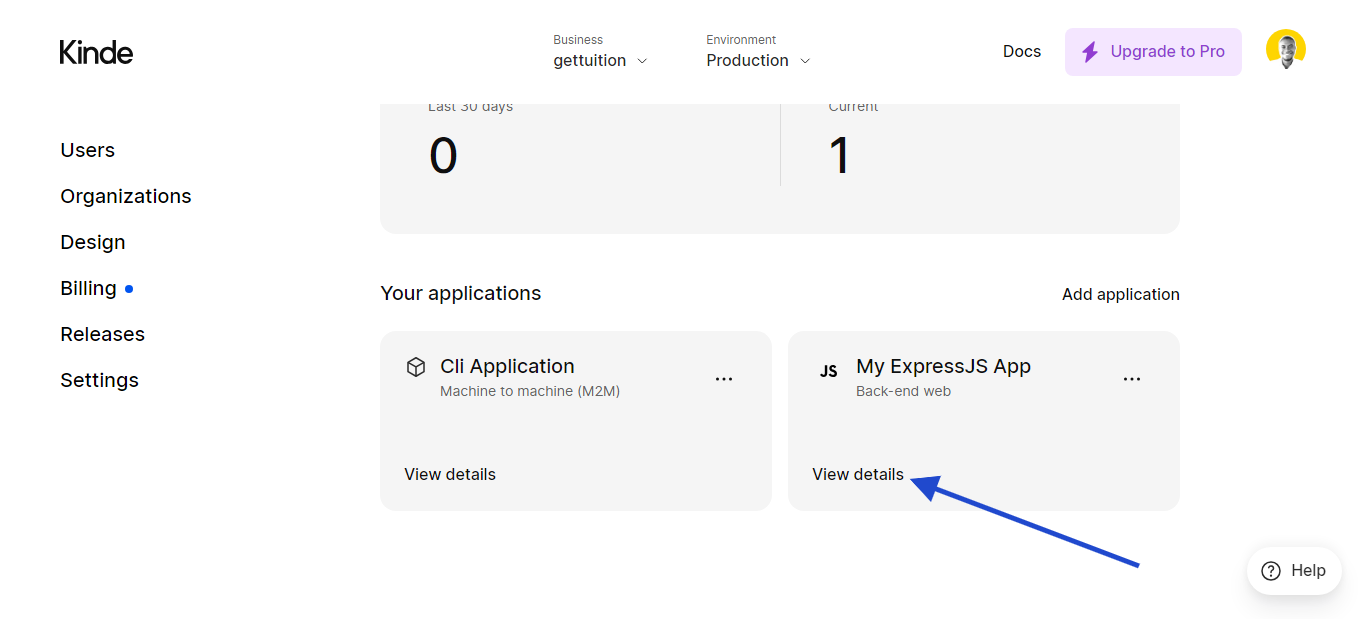 Kinde
Business
gettuition
Environment
Production
Docs
Upgrade to Pro
Users
Organizations
Design
Billing
Releases
Settings
Last 30 days
0
Current
1
Your applications
Add application
Cli Application
Machine to machine (M2M)
View details
JS
My ExpressJS App
Back-end web
View details
Help